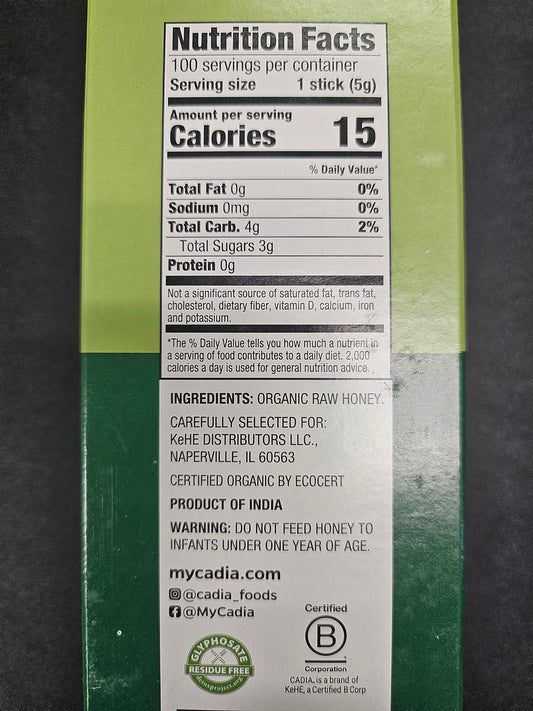 Nutrition Facts
100 servings per container
Serving size 1 stick (5g)
Amount per serving
Calories 15
% Daily Value*
Total Fat 0g 0%
Sodium 0mg 0%
Total Carb. 4g 2%
Total Sugars 3g
Protein 0g
Not a significant source of saturated fat, trans fat,
cholesterol, dietary fiber, vitamin D, calcium, iron
and potassium.
*The % Daily Value tells you how much a nutrient in
a serving of food contributes to a daily diet. 2,000
calories a day is used for general nutrition advice.
INGREDIENTS: ORGANIC RAW HONEY.
CAREFULLY SELECTED FOR:
KeHE DISTRIBUTORS LLC.,
NAPERVILLE, IL 60563
CERTIFIED ORGANIC BY ECOCERT
PRODUCT OF INDIA
WARNING: DO NOT FEED HONEY TO
INFANTS UNDER ONE YEAR OF AGE.
mycadia.com
@cadia_foods
@MyCadia
GLYPHOSATE
RESIDUE FREE
detoxproject.org
Certified
B
Corporation
CADIA® is a brand of
KeHE, a Certified B Corp